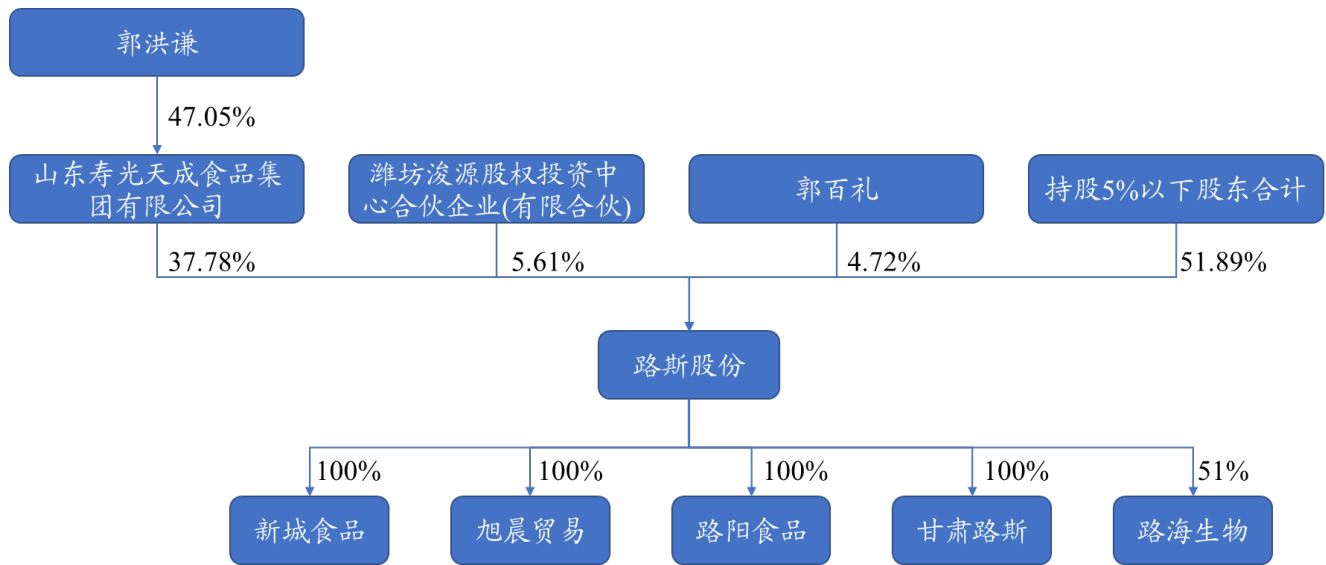 郭洪谦
47.05%
山东寿光天成食品集
团有限公司
潍坊浚源股权投资中
心合伙企业(有限合伙)
郭百礼
持股5%以下股东合计
37.78%
5.61%
4.72%
51.89%
路斯股份
100%
100%
100%
100%
51%
新城食品
旭晨贸易
路阳食品
甘肃路斯
路海生物